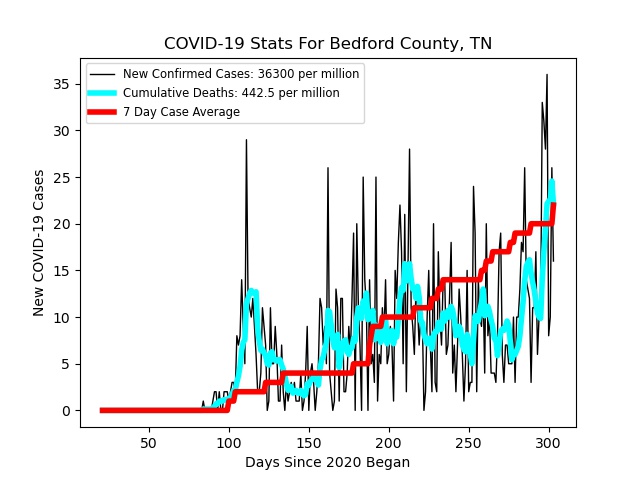 COVID-19 Stats For Bedford County, TN
New Confirmed Cases: 36300 per million
Cumulative Deaths: 442.5 per million
7 Day Case Average
New COVID-19 Cases
35
30
25
20
15
10
5
0
50 100 150 200 250 300
Days Since 2020 Began